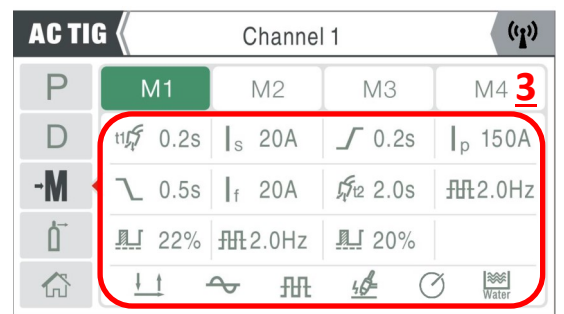 AC TIG Channel 1
P M1 M2 M3 M4 3
D t1 0.2s Is 20A 0.2s Ip 150A
M 0.5s If 20A t2 2.0s 2.0Hz
22% 2.0Hz 20%
Water